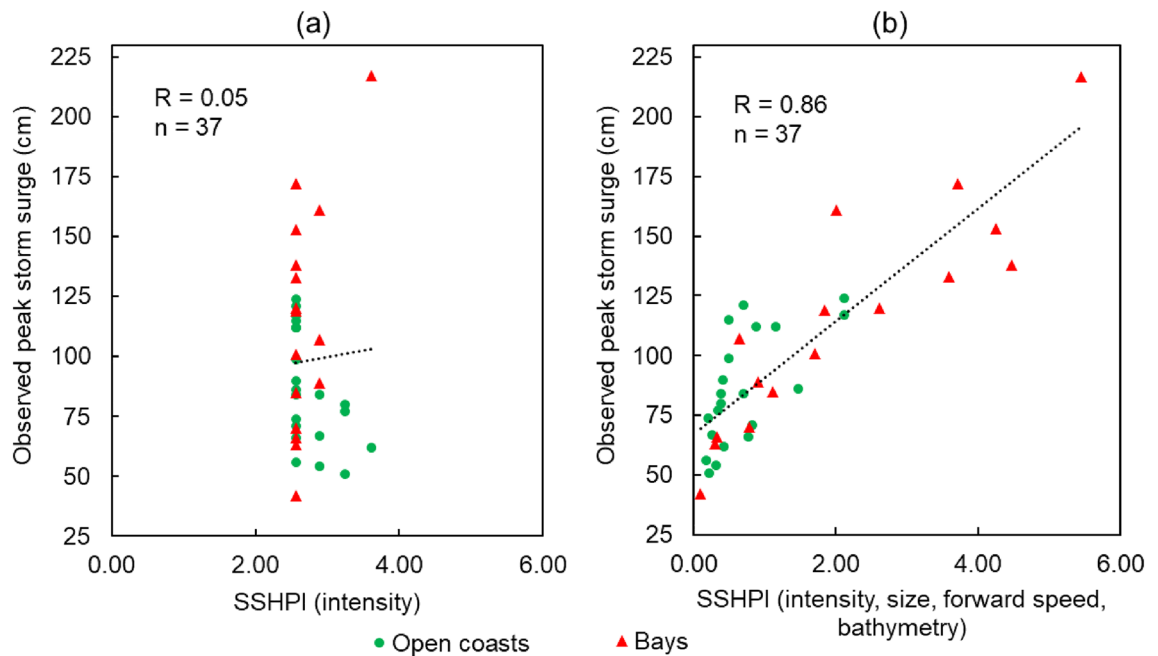 (a)
Observed peak storm surge (cm)
225
200
175
150
125
100
75
50
25
R = 0.05
n = 37
0.00 2.00 4.00 6.00
SSHPI (intensity)
(b)
Observed peak storm surge (cm)
225
200
175
150
125
100
75
50
25
R = 0.86
n = 37
0.00 2.00 4.00 6.00
SSHPI (intensity, size, forward speed,
bathymetry)
Open coasts Bays